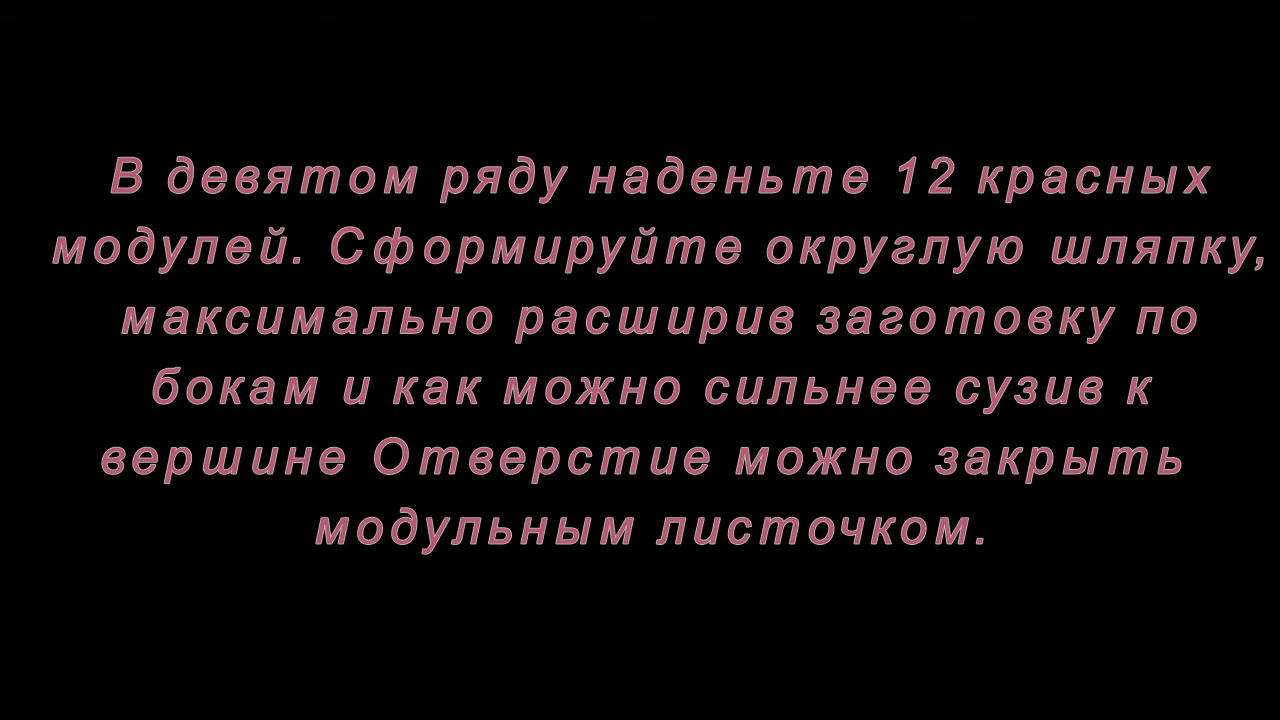 В девятом ряду наденьте 12 красных
модулей. Сформируйте округлую шляпку,
максимально расширив заготовку по
бокам и как можно сильнее сузив к
вершине Отверстие можно закрыть
модульным листочком.